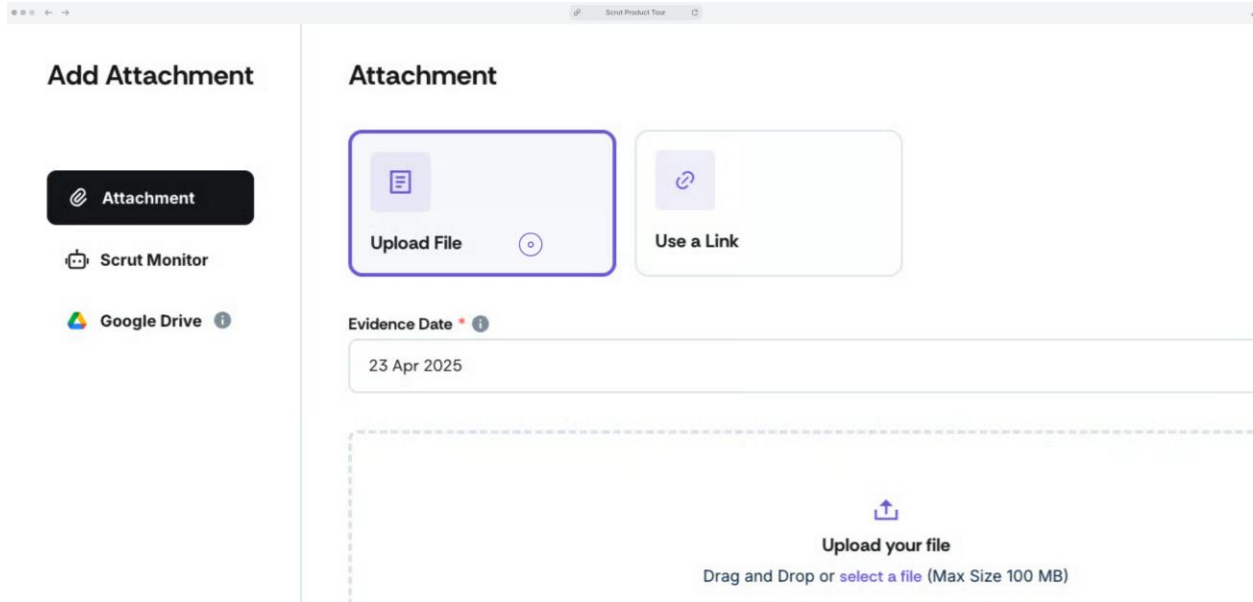 Scrut Product Tour
Add Attachment
Attachment
Scrut Monitor
Google Drive
Attachment
Upload File
Use a Link
Evidence Date *
23 Apr 2025
Upload your file
Drag and Drop or select a file (Max Size 100 MB)